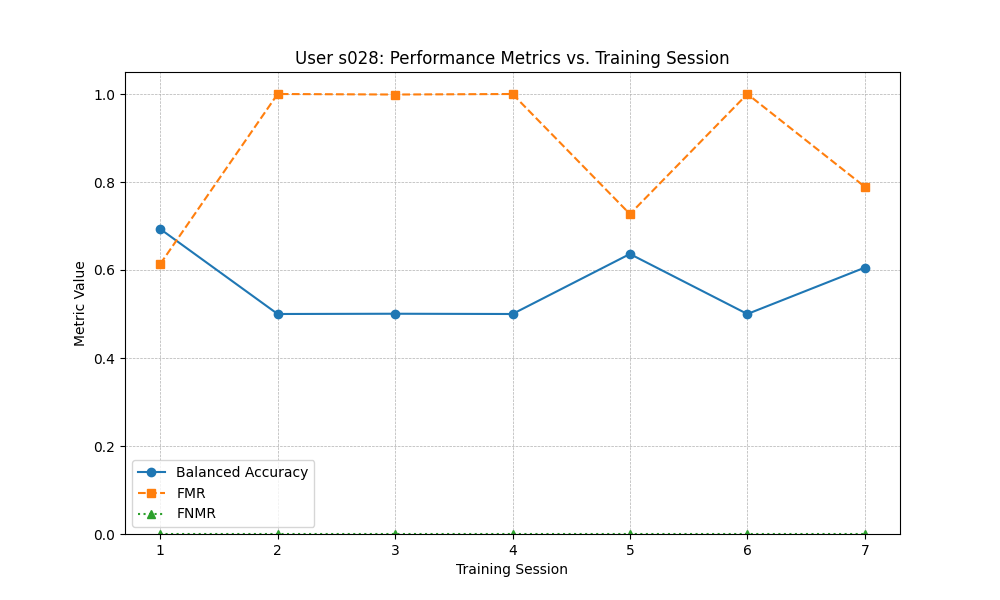 User s028: Performance Metrics vs. Training Session
Metric Value
1.0
0.8
0.6
0.4
0.2
0.0
Balanced Accuracy
FMR
FNMR
1 2 3 4 5 6 7
Training Session